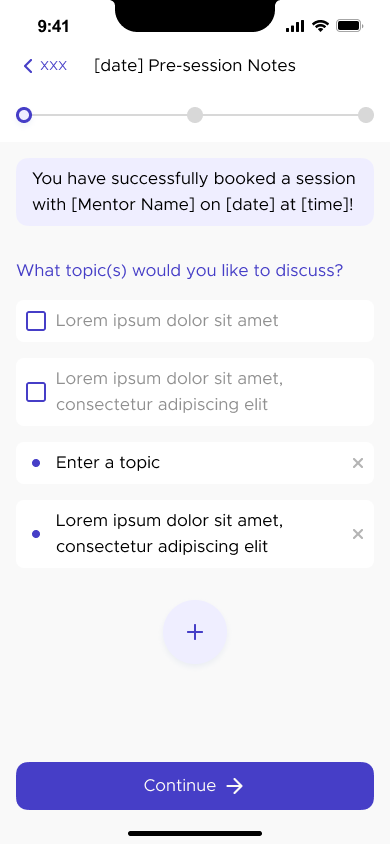 9:41
xxx
[date] Pre-session Notes
You have successfully booked a session
with [Mentor Name] on [date] at [time]!
What topic(s) would you like to discuss?
Lorem ipsum dolor sit amet
Lorem ipsum dolor sit amet,
consectetur adipiscing elit
Enter a topic
Lorem ipsum dolor sit amet,
consectetur adipiscing elit
Continue